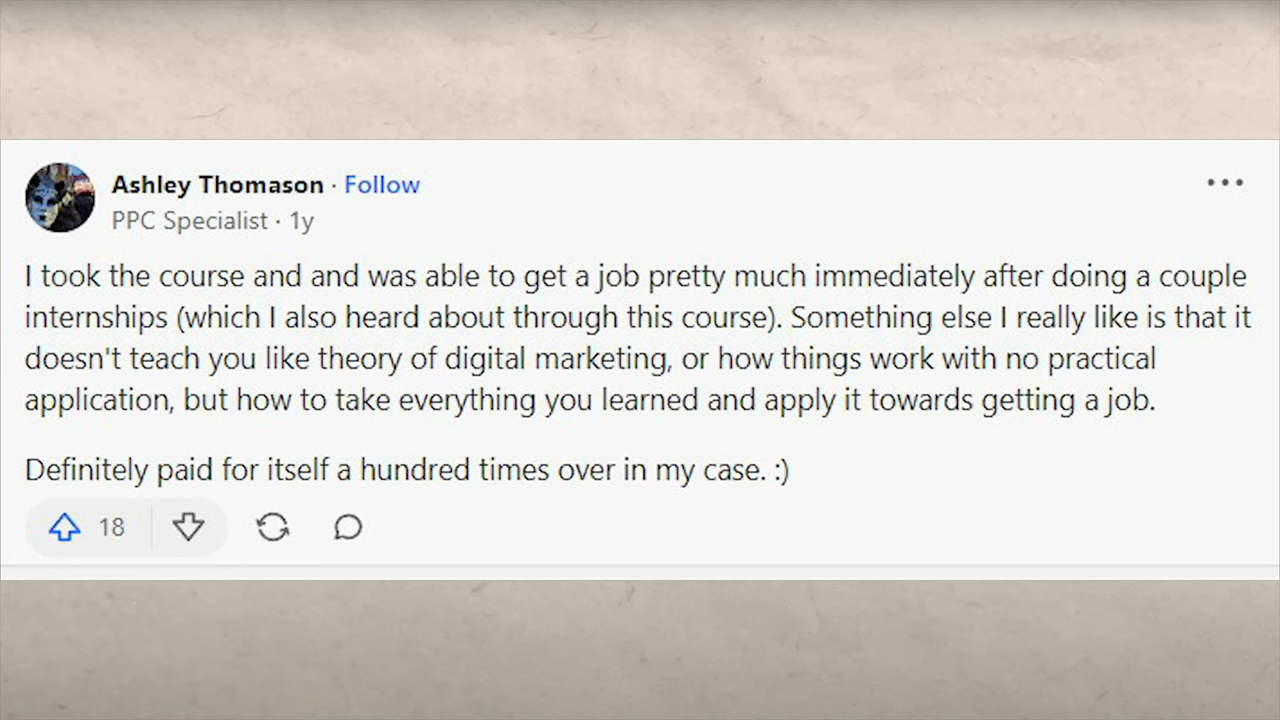 Ashley Thomason · Follow
PPC Specialist · 1y
I took the course and and was able to get a job pretty much immediately after doing a couple
internships (which I also heard about through this course). Something else I really like is that it
doesn't teach you like theory of digital marketing, or how things work with no practical
application, but how to take everything you learned and apply it towards getting a job.
Definitely paid for itself a hundred times over in my case. :)
18